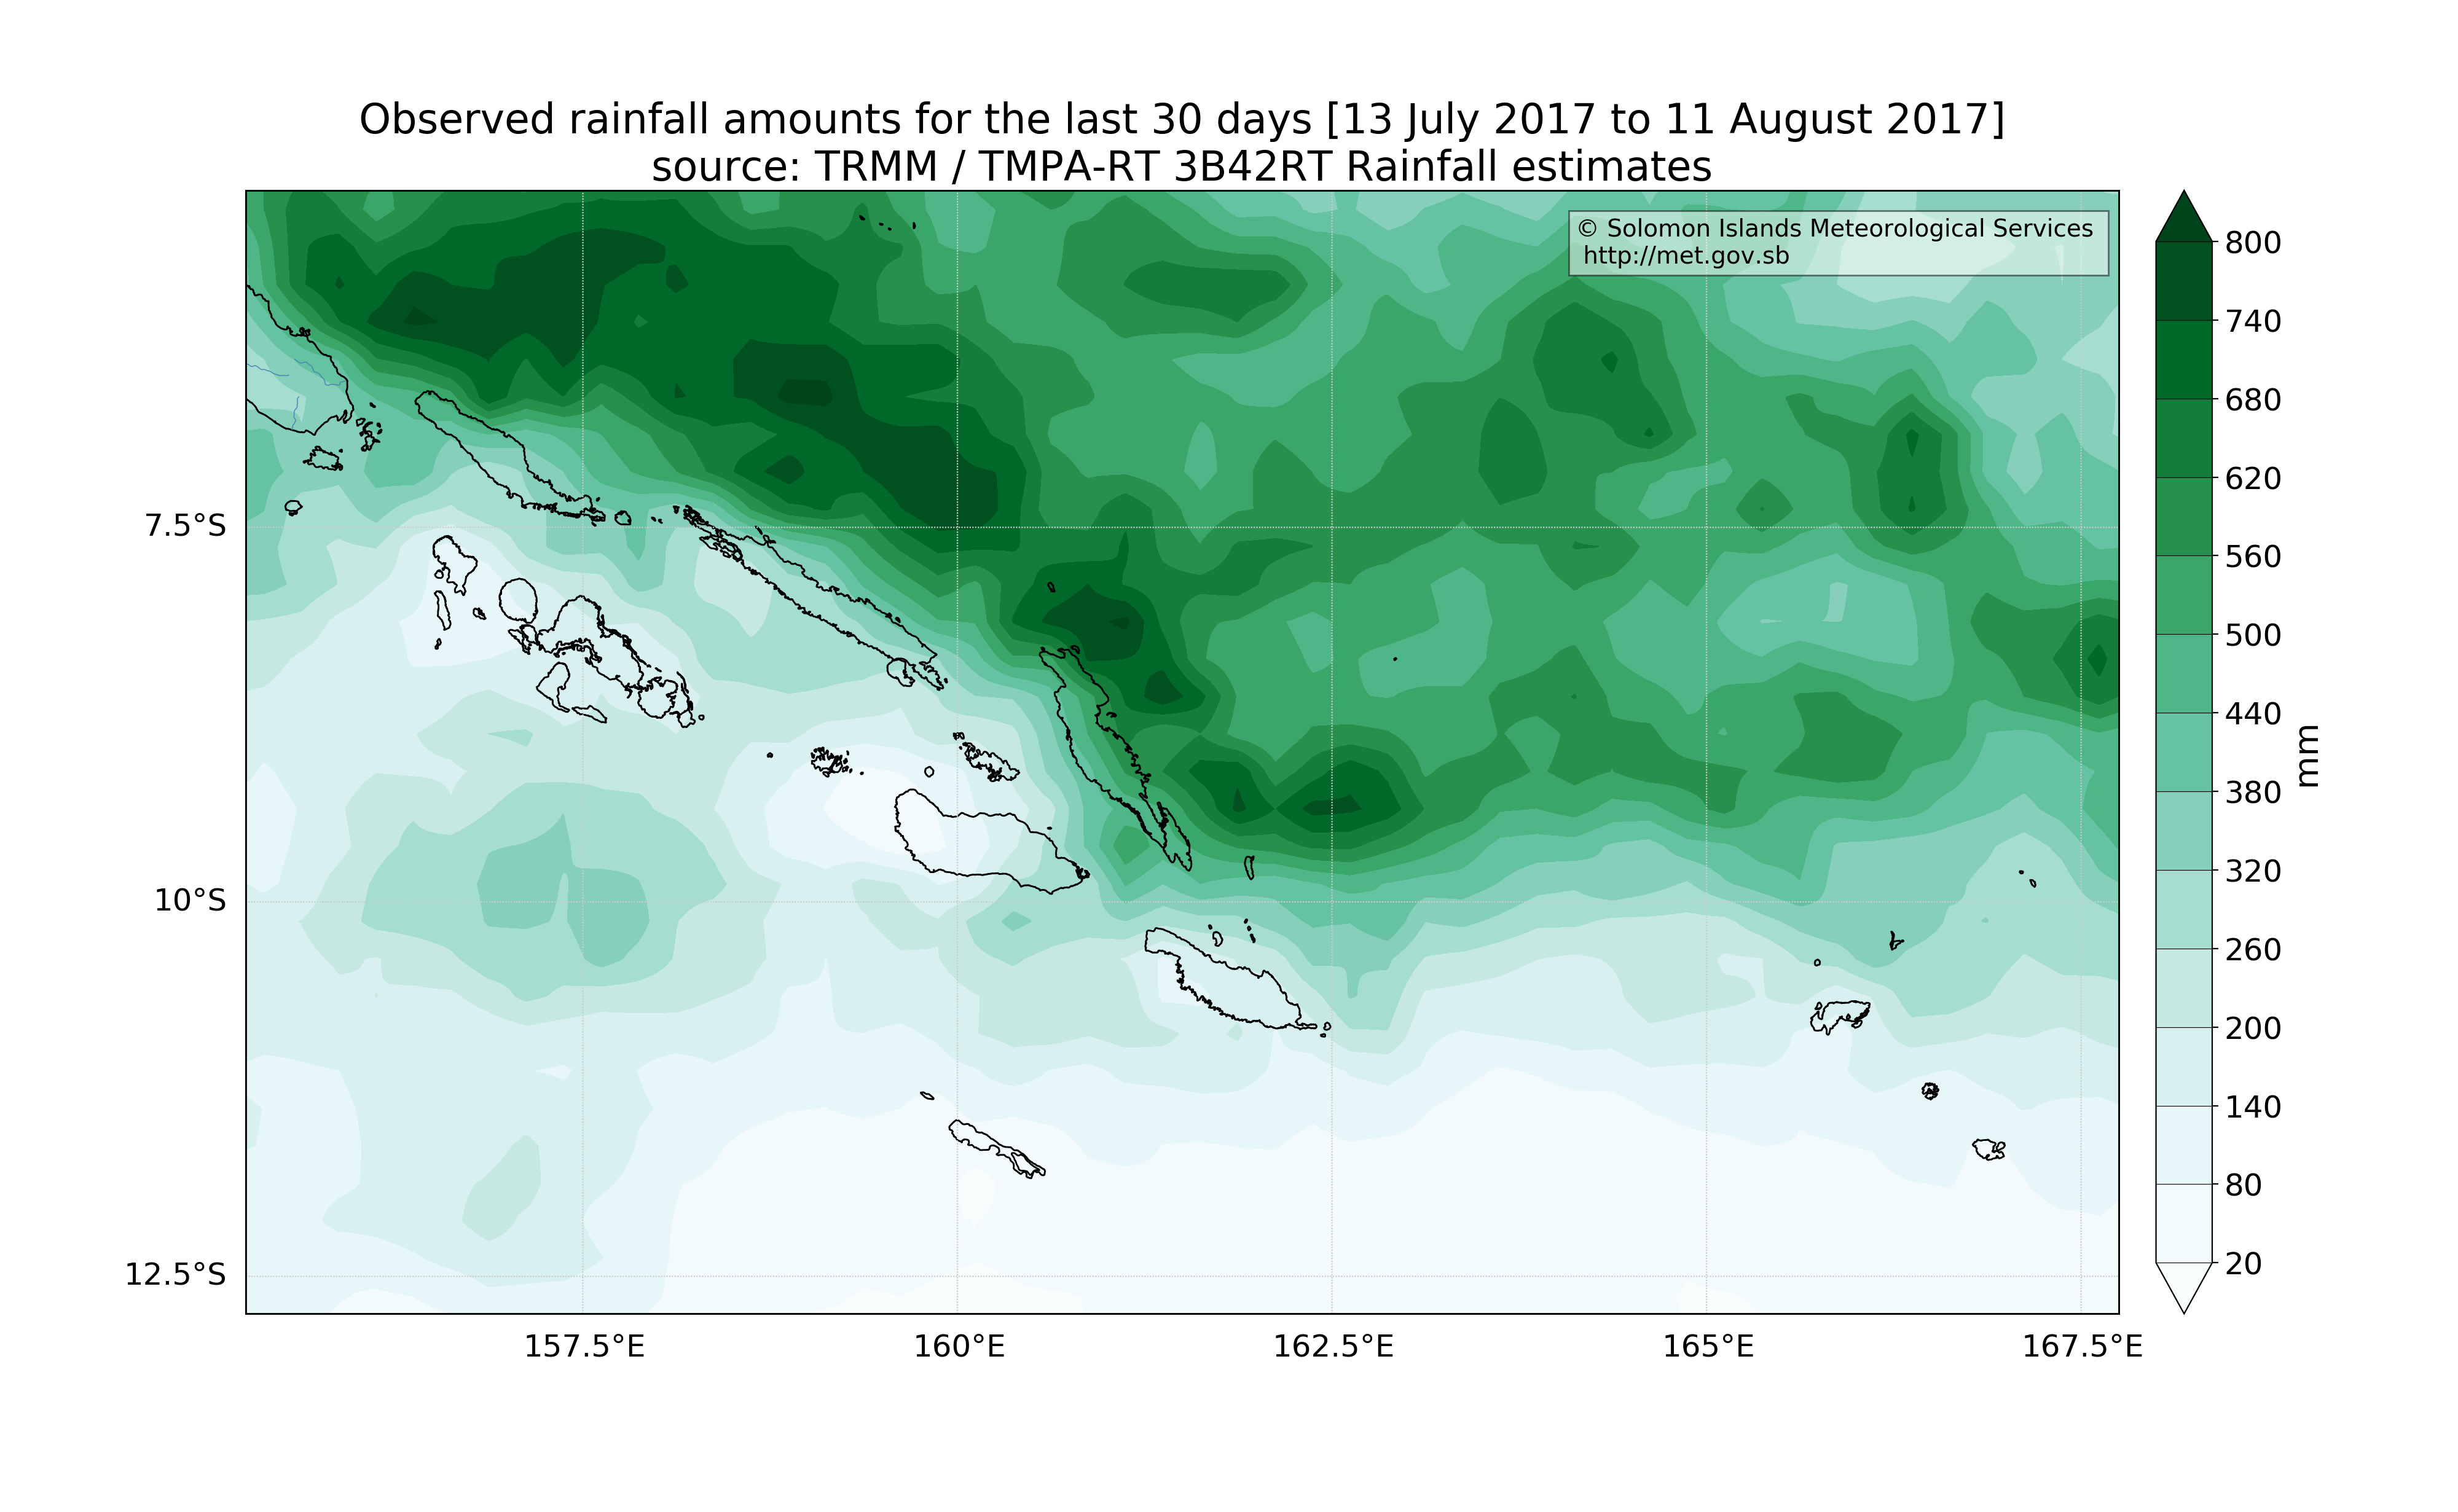 Observed rainfall amounts for the last 30 days [13 July 2017 to 11 August 2017]
source: TRMM / TMPA-RT 3B42RT Rainfall estimates
© Solomon Islands Meteorological Services
http://met.gov.sb
7.5°S
10°S
12.5°S
157.5°E
160°E
162.5°E
165°E
167.5°E
800
740
680
620
560
500
440
380
320
260
200
140
80
20
mm